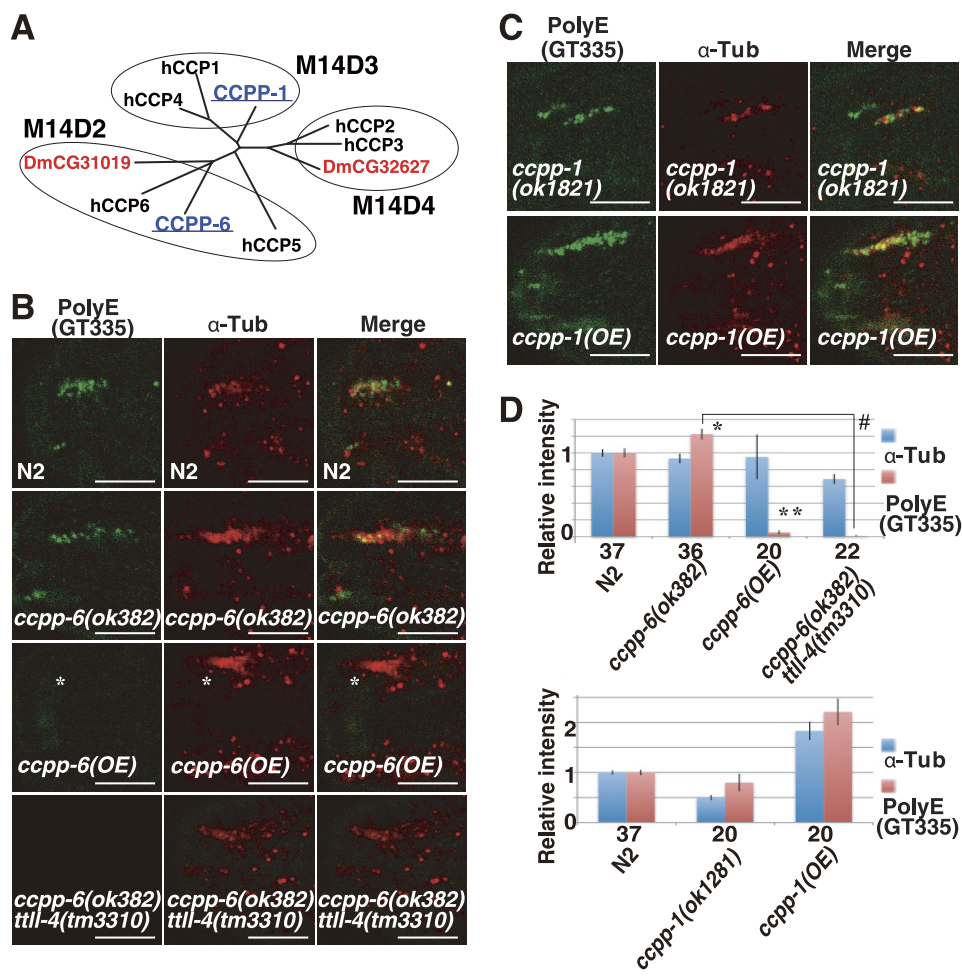 A
hCCP1
M14D3
hCCP4
CCPP-1
M14D2
hCCP2
hCCP3
DmCG31019
DmCG32627
hCCP6
M14D4
CCPP-6
hCCP5
B
PolyE
(GT335)
α-Tub
Merge
N2
N2
ccpp-6(ok382)
ccpp-6(ok382)
ccpp-6(ok382)
*
*
*
ccpp-6(OE)
ccpp-6(OE)
ccpp-6(OE)
ccpp-6(ok382)
ttll-4(tm3310)
ccpp-6(ok382)
ttll-4(tm3310)
ccpp-6(ok382)
ttll-4(tm3310)
C
PolyE
(GT335)
α-Tub
Merge
ccpp-1
(ok1821)
ccpp-1
(ok1821)
ccpp-1
(ok1821)
ccpp-1(OE)
ccpp-1(OE)
ccpp-1(OE)
D
Relative intensity
1
0
*
**
#
α-Tub
PolyE
(GT335)
37
36
20
22
N2
ccpp-6(ok382)
ccpp-6(OE)
ccpp-6(ok382)
ttll-4(tm3310)
Relative intensity
2
1
0
α-Tub
PolyE
(GT335)
37
20
20
N2
ccpp-1(ok1281)
ccpp-1(OE)